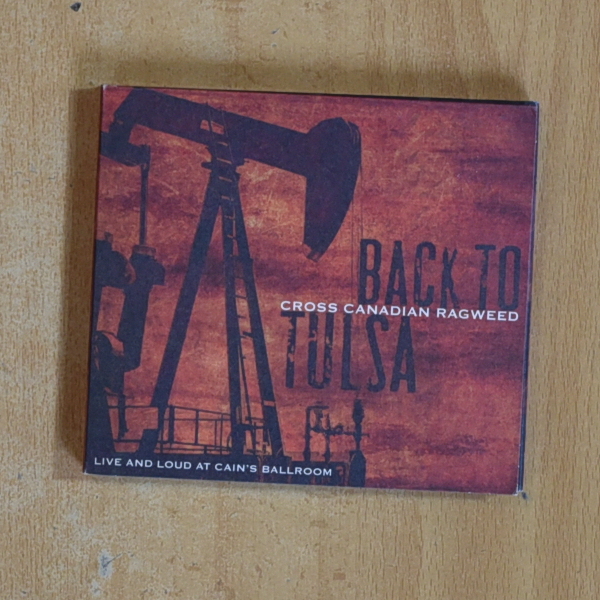 BACK TO
CROSS CANADIAN RAGWEED
TULSA
LIVE AND LOUD AT CAIN'S BALLROOM